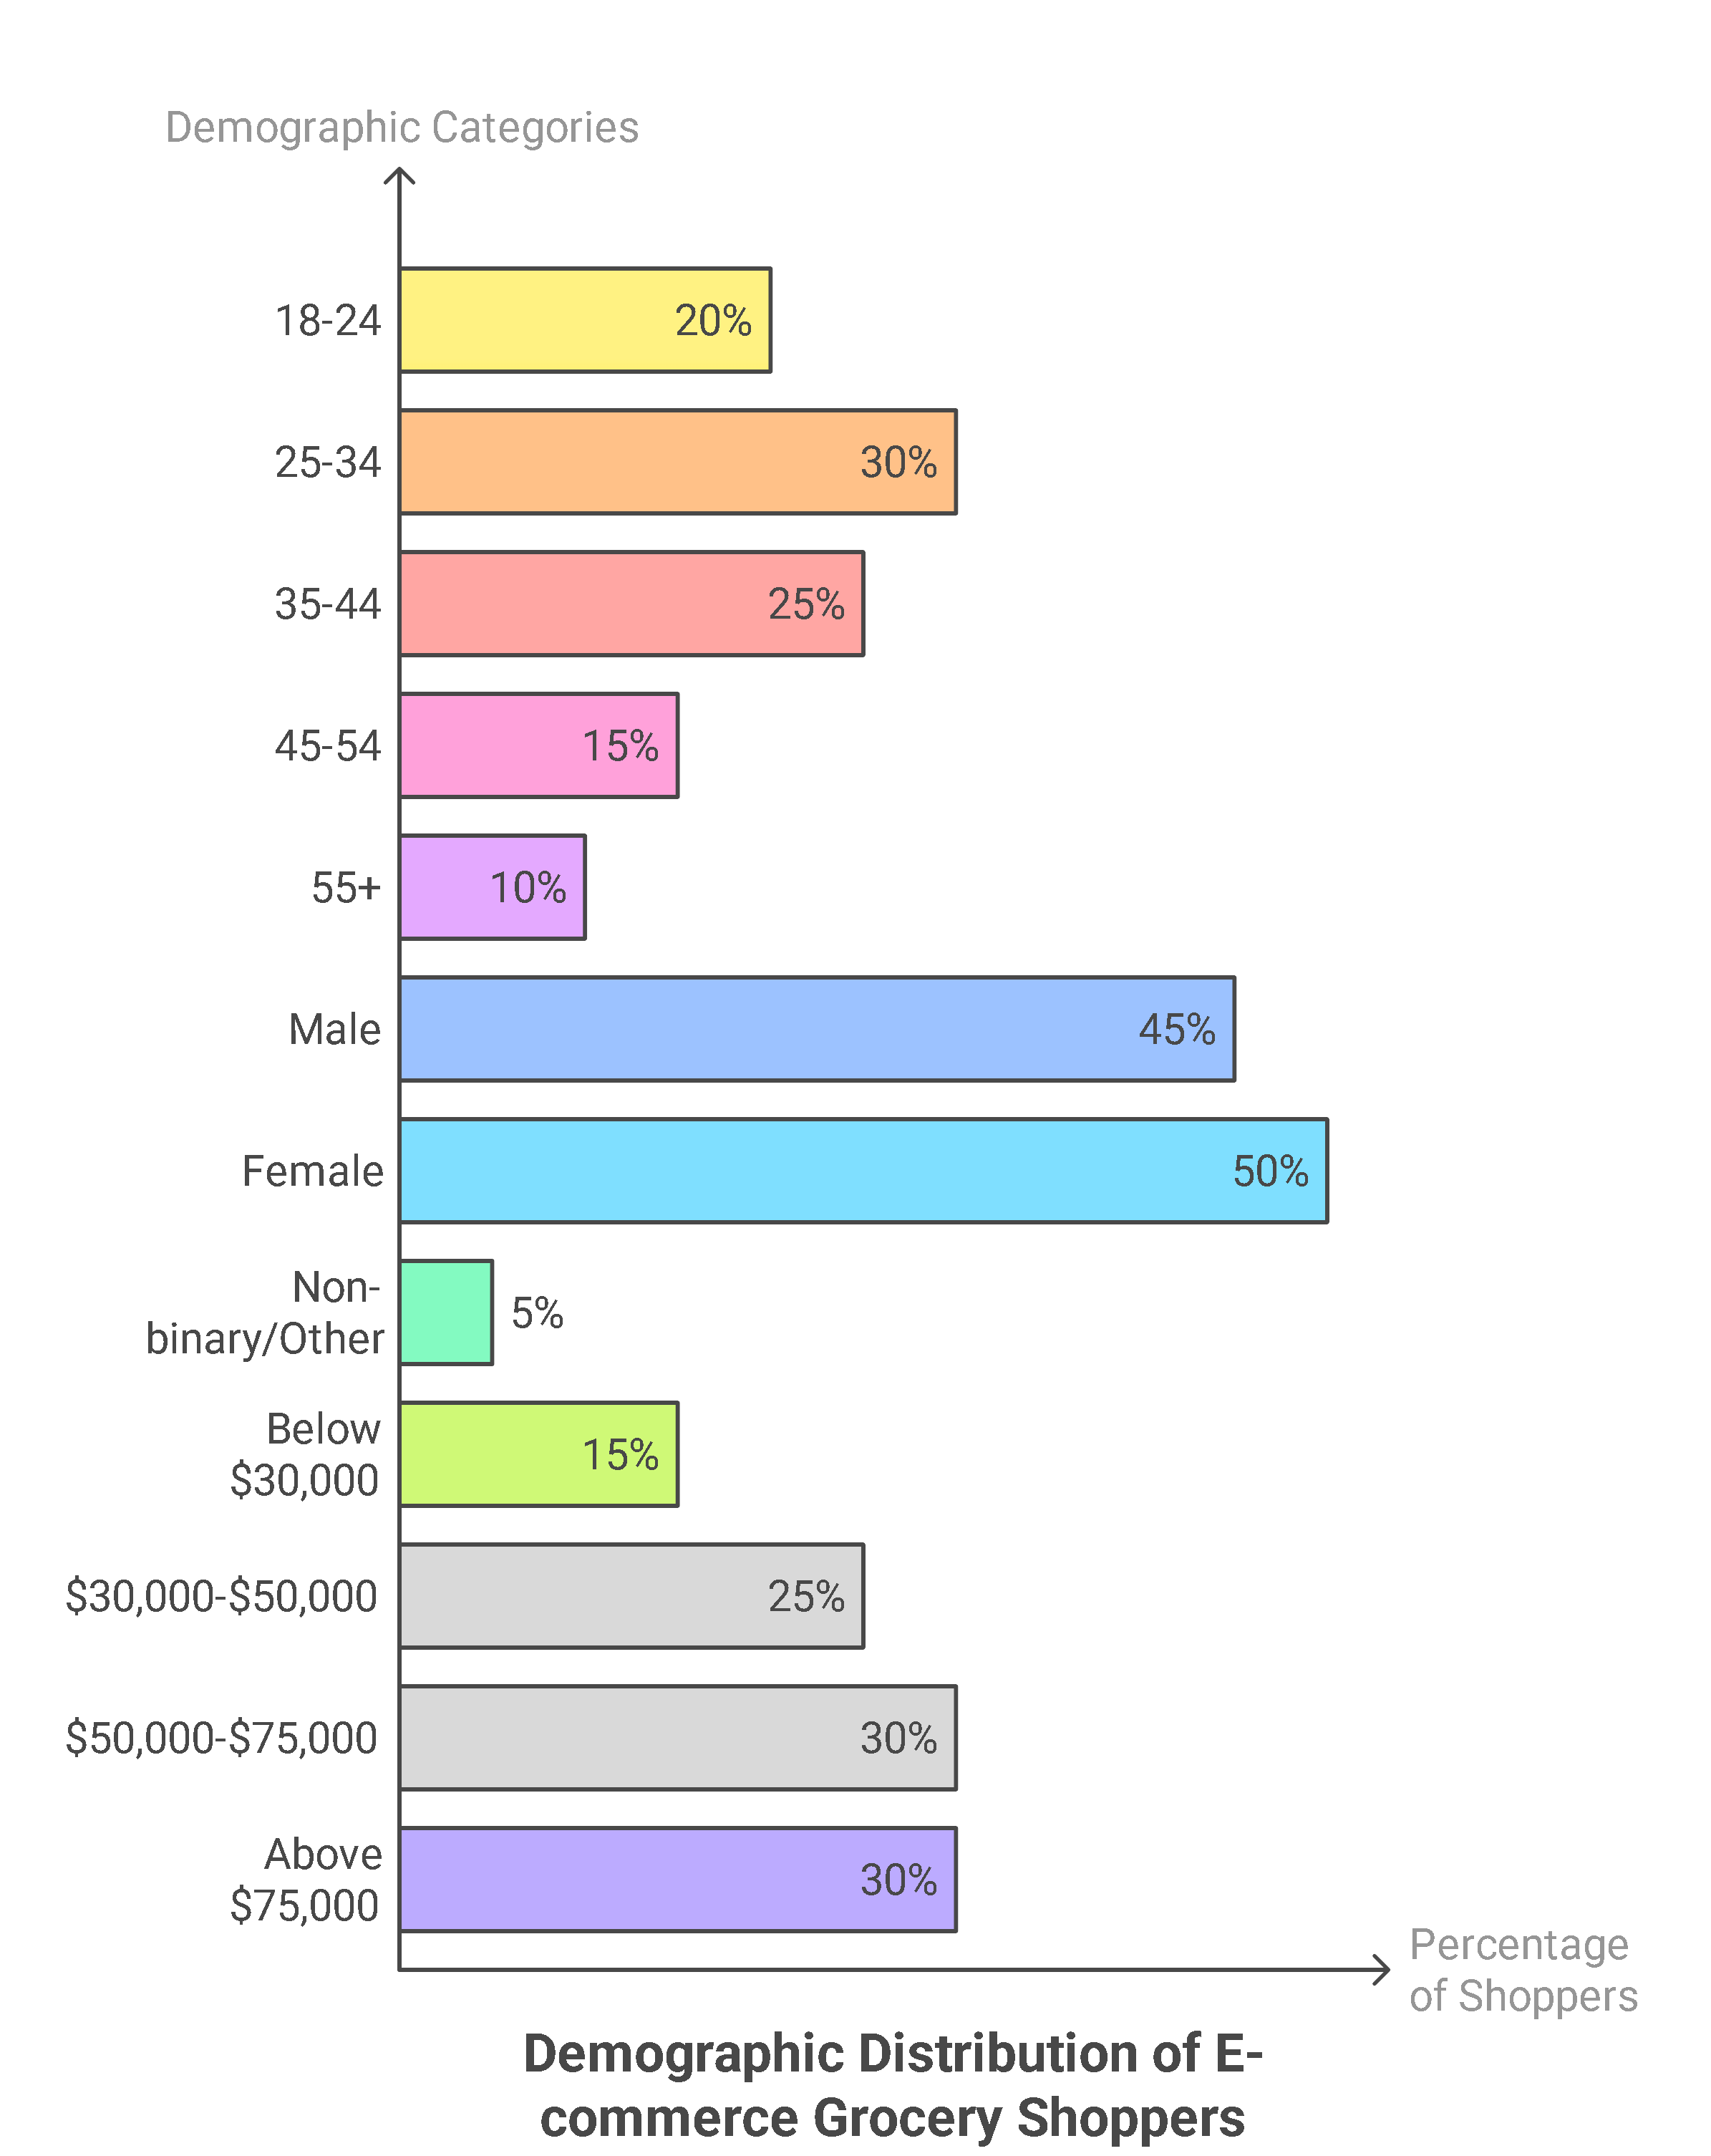 Demographic Categories
18-24
20%
25-34
30%
35-44
25%
45-54
15%
55+
10%
Male
45%
Female
50%
Non-
binary/Other
5%
Below
$30,000
15%
$30,000-$50,000
25%
$50,000-$75,000
30%
Above
$75,000
30%
Percentage
of Shoppers
Demographic Distribution of E-
commerce Grocery Shoppers